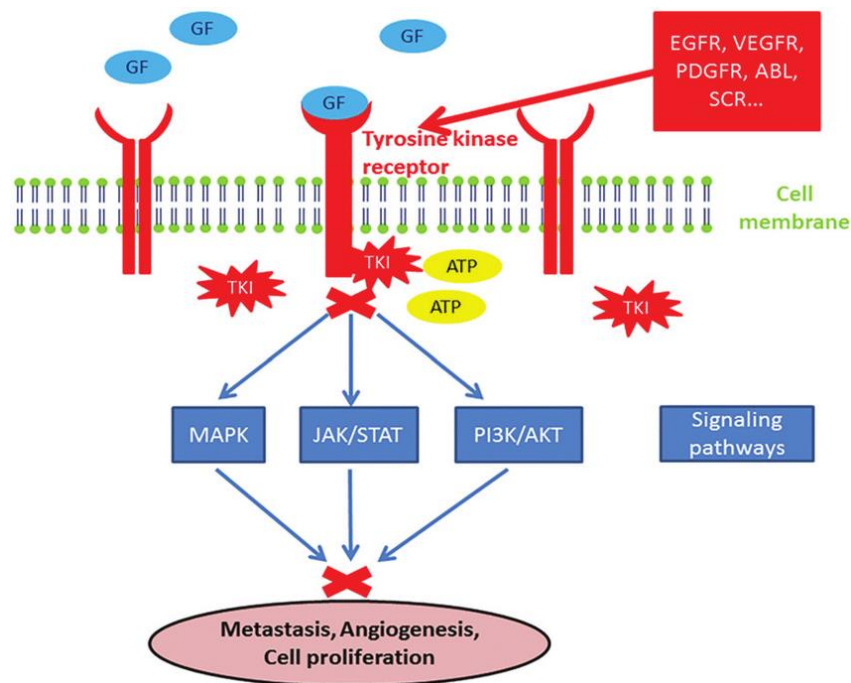 GF
GF
GF
GF
EGFR, VEGFR,
PDGFR, ABL,
SCR...
Tyrosine kinase
receptor
Cell
membrane
TKI
ATP
TKI
ATP
TKI
MAPK
JAK/STAT
PI3K/AKT
Signaling
pathways
Metastasis, Angiogenesis,
Cell proliferation